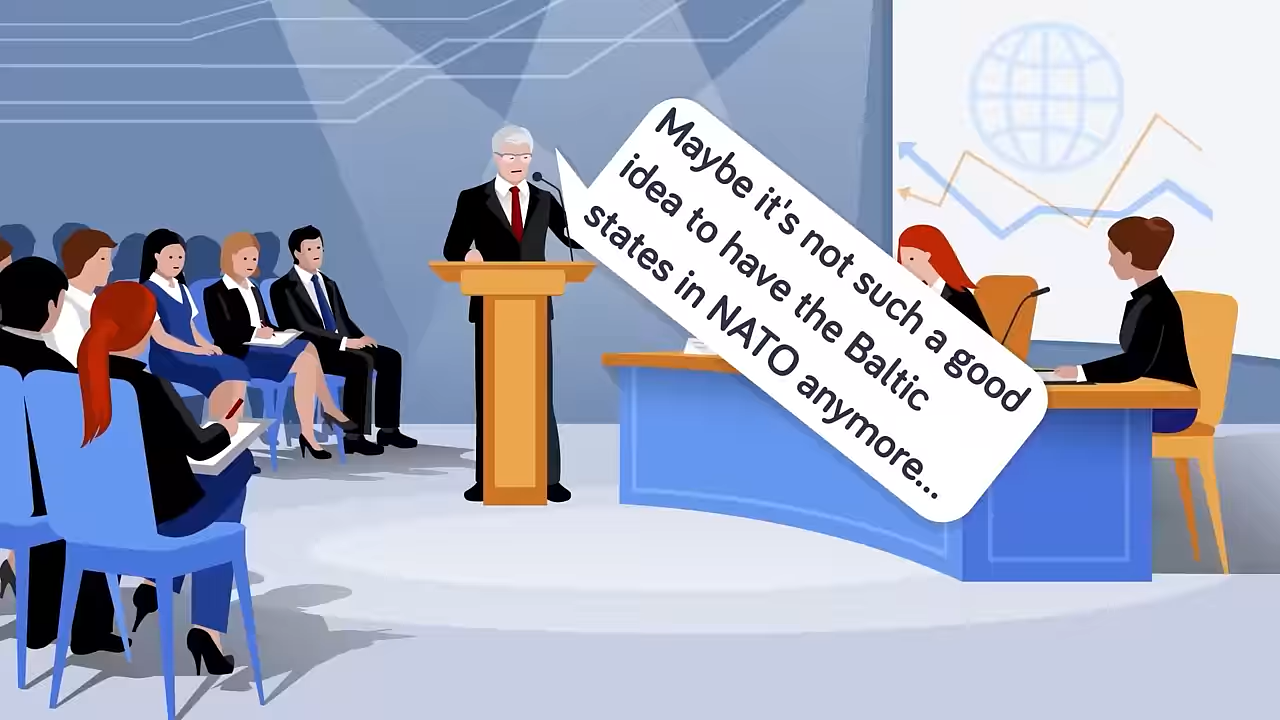 Maybe it's not such a good
idea to have the Baltic
states in NATO anymore...